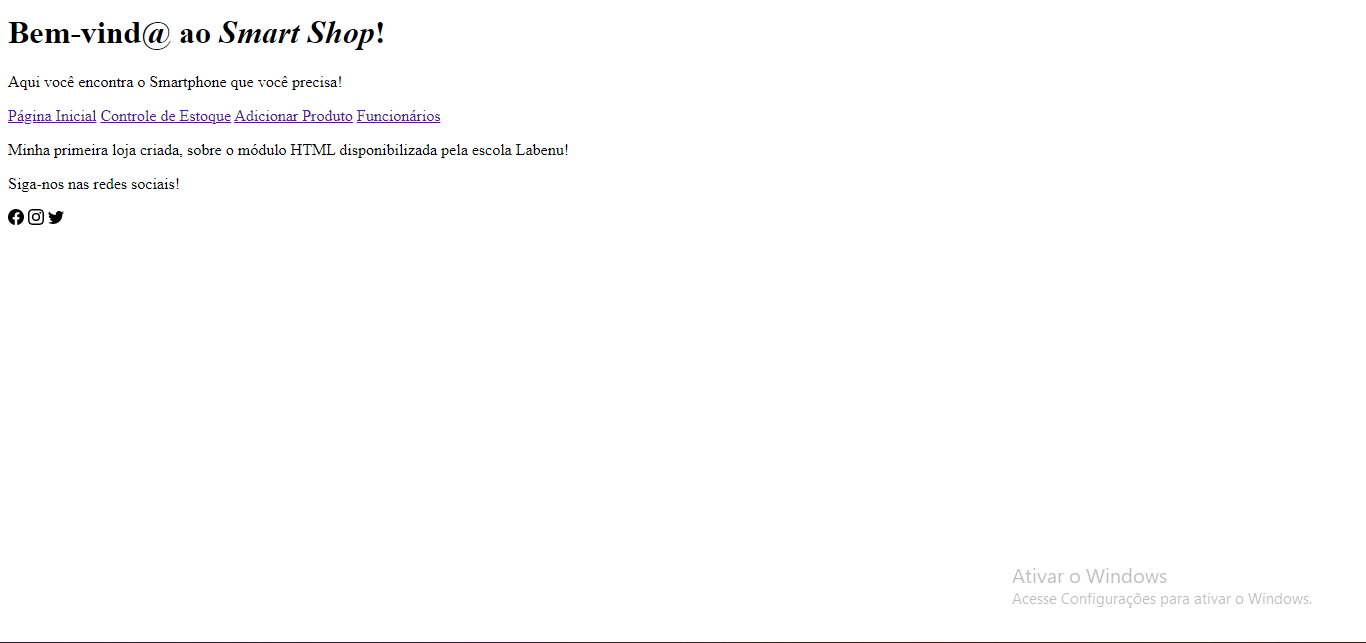 Bem-vind@ ao Smart Shop!
Aqui você encontra o Smartphone que você precisa!
Página Inicial Controle de Estoque Adicionar Produto Funcionários
Minha primeira loja criada, sobre o módulo HTML disponibilizada pela escola Labenu!
Siga-nos nas redes sociais!
Ativar o Windows
Acesse Configurações para ativar o Windows.